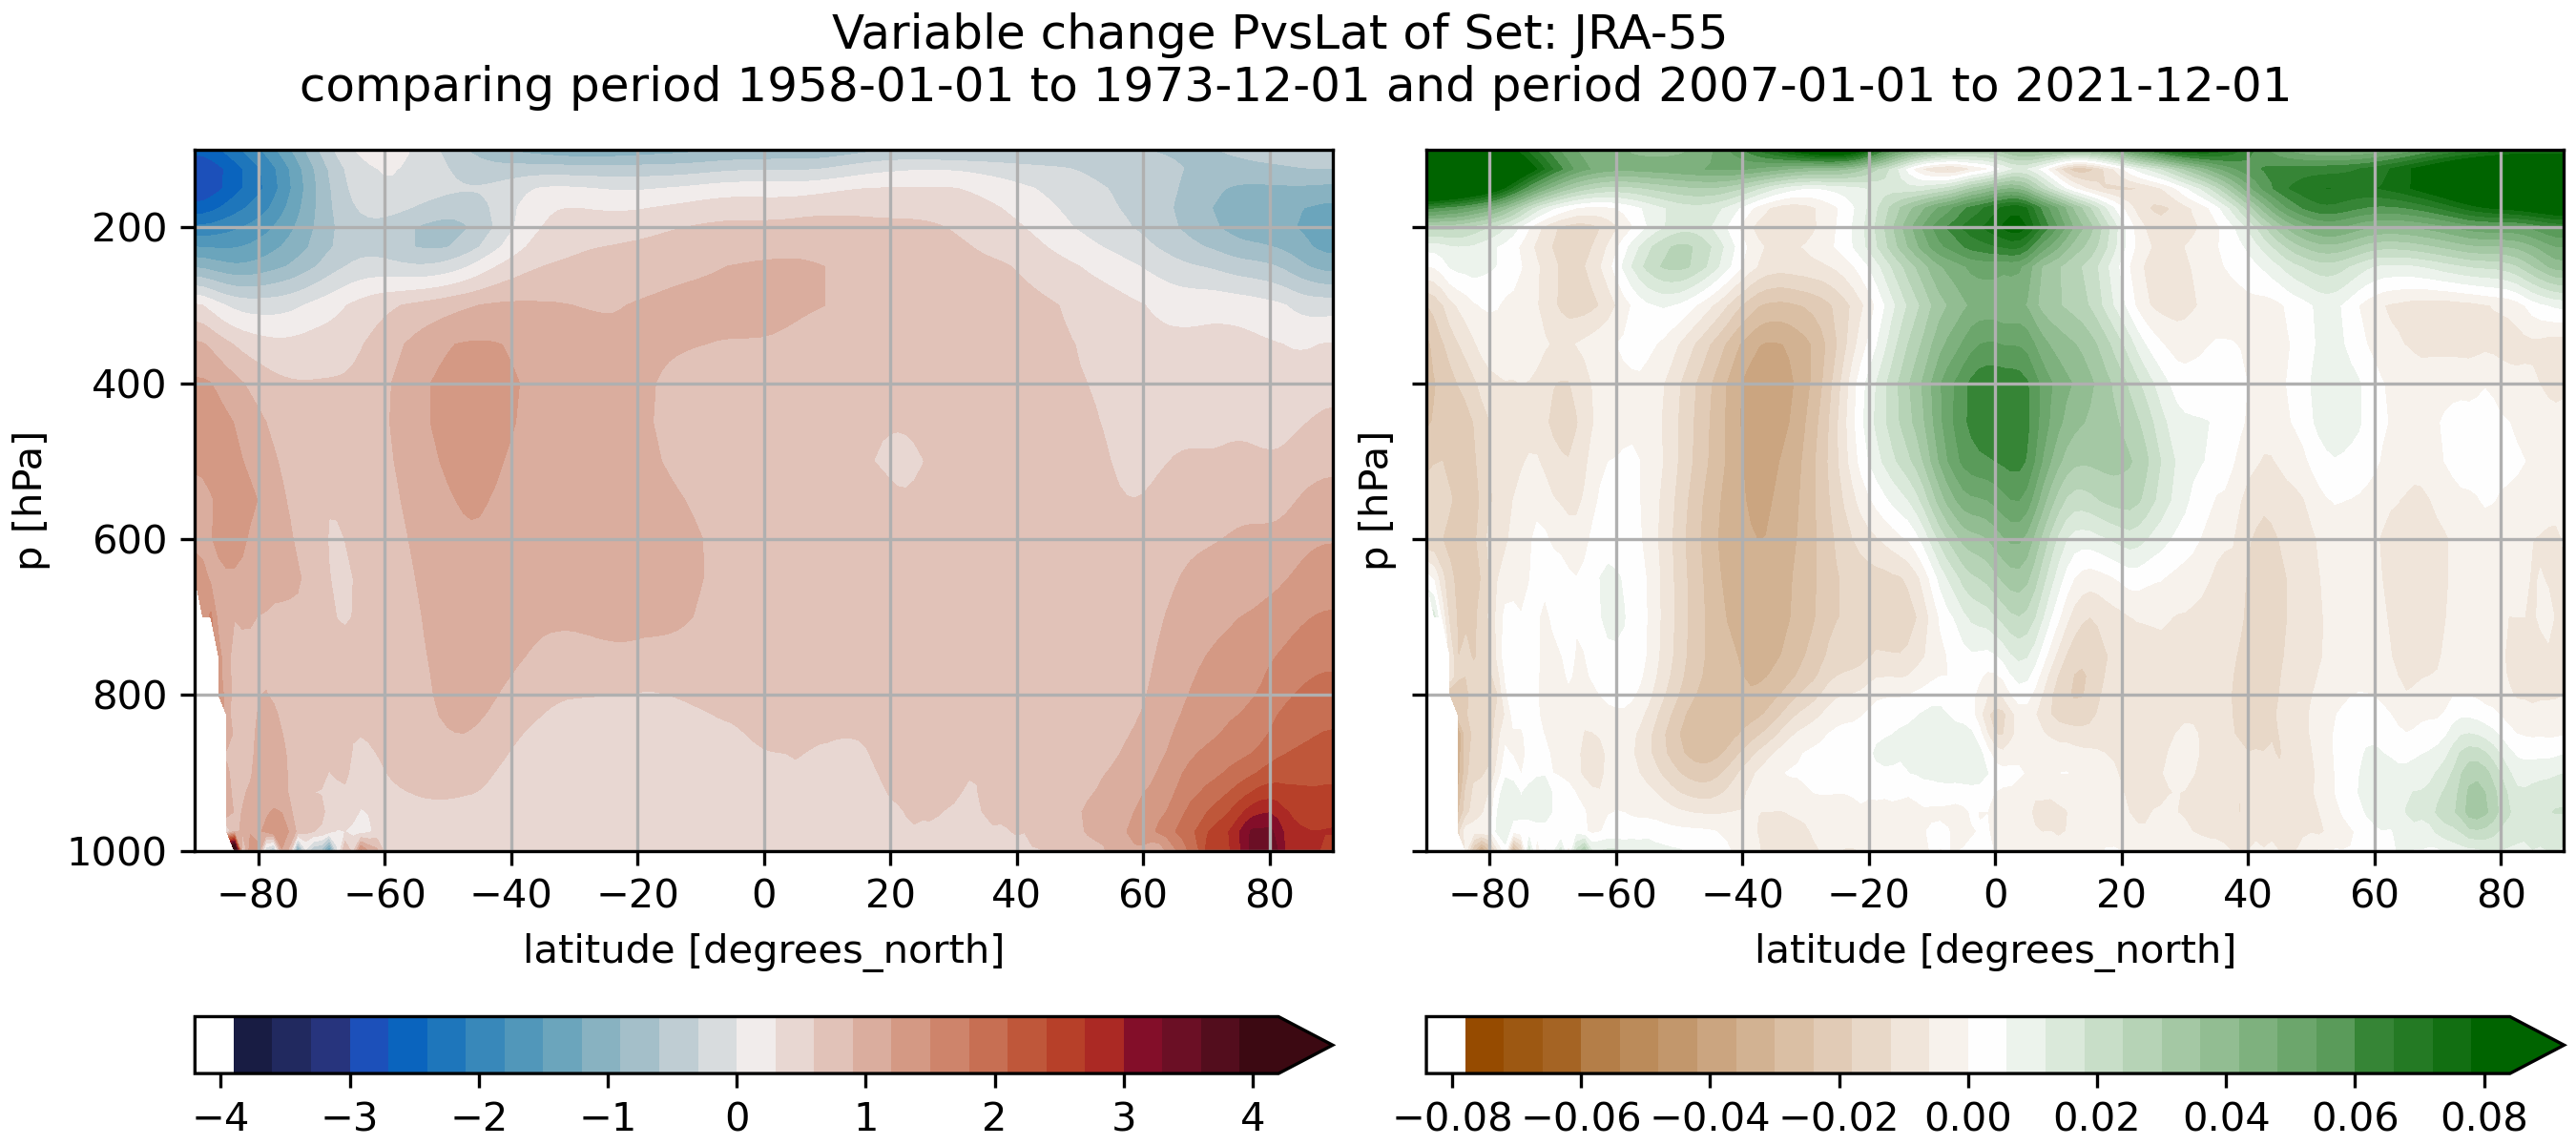 Variable change PvsLat of Set: JRA-55
comparing period 1958-01-01 to 1973-12-01 and period 2007-01-01 to 2021-12-01
p [hPa]
200
400
600
800
1000
−80 −60 −40 −20 0 20 40 60 80
latitude [degrees_north]
−4 −3 −2 −1 0 1 2 3 4
p [hPa]
−80 −60 −40 −20 0 20 40 60 80
latitude [degrees_north]
−0.08 −0.06 −0.04 −0.02 0.00 0.02 0.04 0.06 0.08